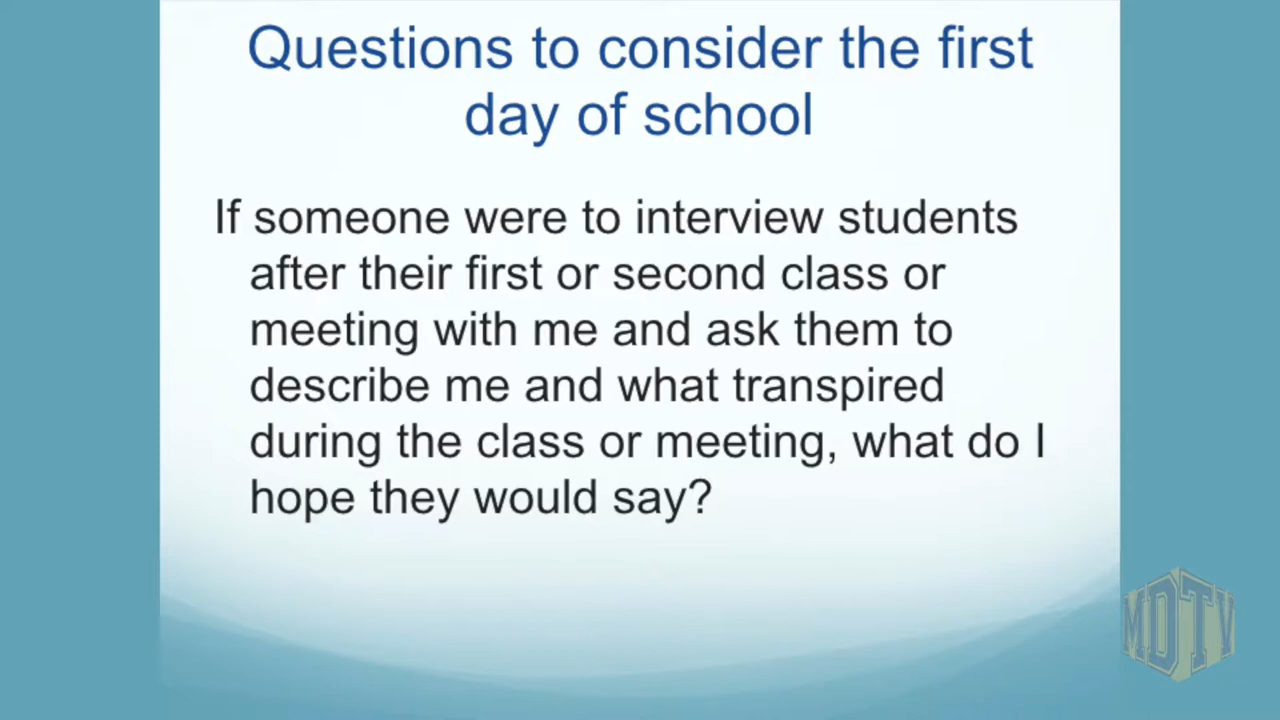 Questions to consider the first
day of school
If someone were to interview students
after their first or second class or
meeting with me and ask them to
describe me and what transpired
during the class or meeting, what do I
hope they would say?
MDTV